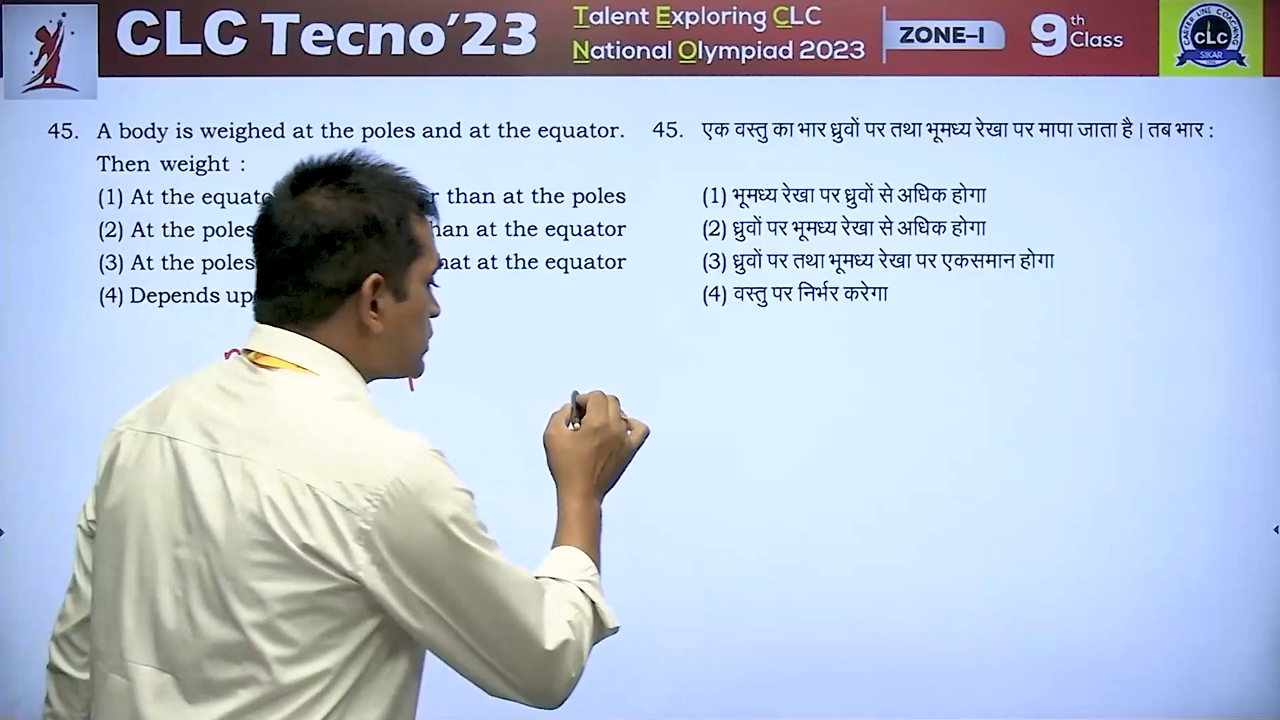 CLC Tecno'23
Talent Exploring CLC
National Olympiad 2023
ZONE–I
9th Class
CAREER LINE COACHING
CLC
SIKAR
45. A body is weighed at the poles and at the equator.
Then weight :
(1) At the than at the poles
(2) At the poles at the equator
(3) At the poles at the equator
(4) Depends
45. एक वस्तु का भार ध्रुवों पर तथा भूमध्य रेखा पर मापा जाता है। तब भार :
(1) भूमध्य रेखा पर ध्रुवों से अधिक होगा
(2) ध्रुवों पर भूमध्य रेखा से अधिक होगा
(3) ध्रुवों पर तथा भूमध्य रेखा पर एकसमान होगा
(4) वस्तु पर निर्भर करेगा